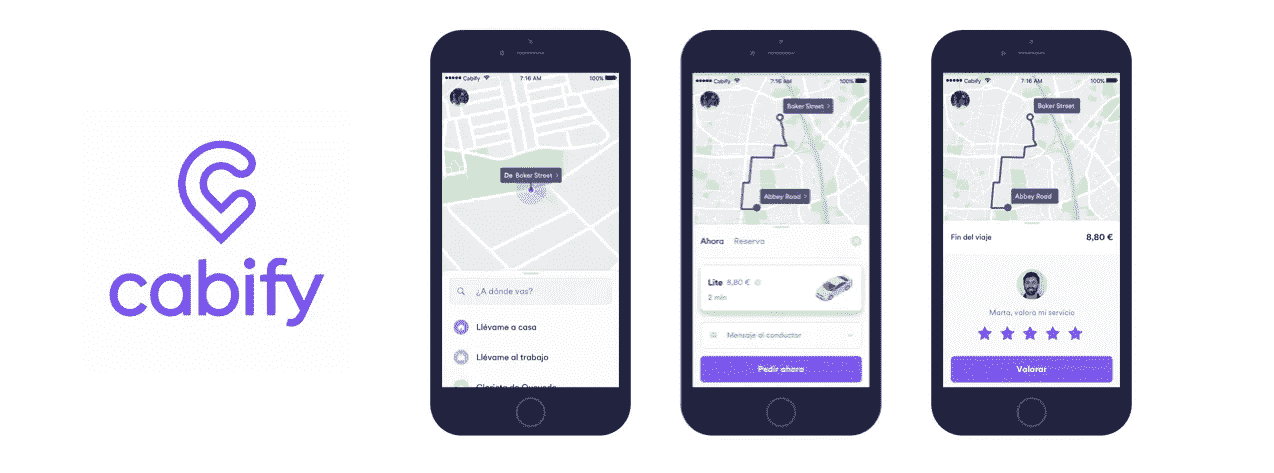 cabify
Cabify 7:16 AM 100%
De Baker Street >
¿A dónde vas?
Llévame a casa
Llévame al trabajo
Glorieta de Quevedo
Cabify 7:16 AM 100%
Baker Street >
Abbey Road >
Ahora Reserva
Lite 8,80 €
2 min
Mensaje al conductor
Pedir ahora
Cabify 7:16 AM 100%
Baker Street
Abbey Road
Fin del viaje 8,80 €
Marta, valora mi servicio
Valorar